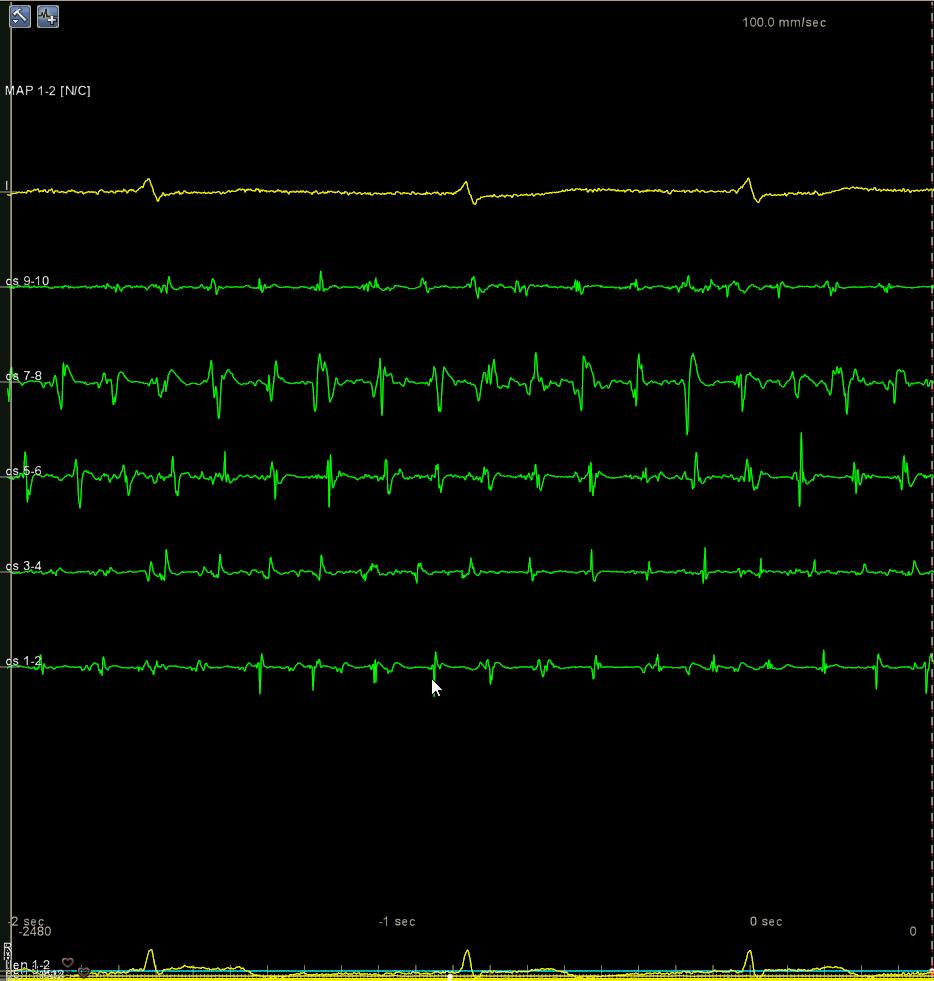 100.0 mm/sec
MAP 1-2 [N/C]
I
cs 9-10
cs 7-8
cs 5-6
cs 3-4
cs 1-2
-2 sec
-1 sec
0 sec
-2480
0